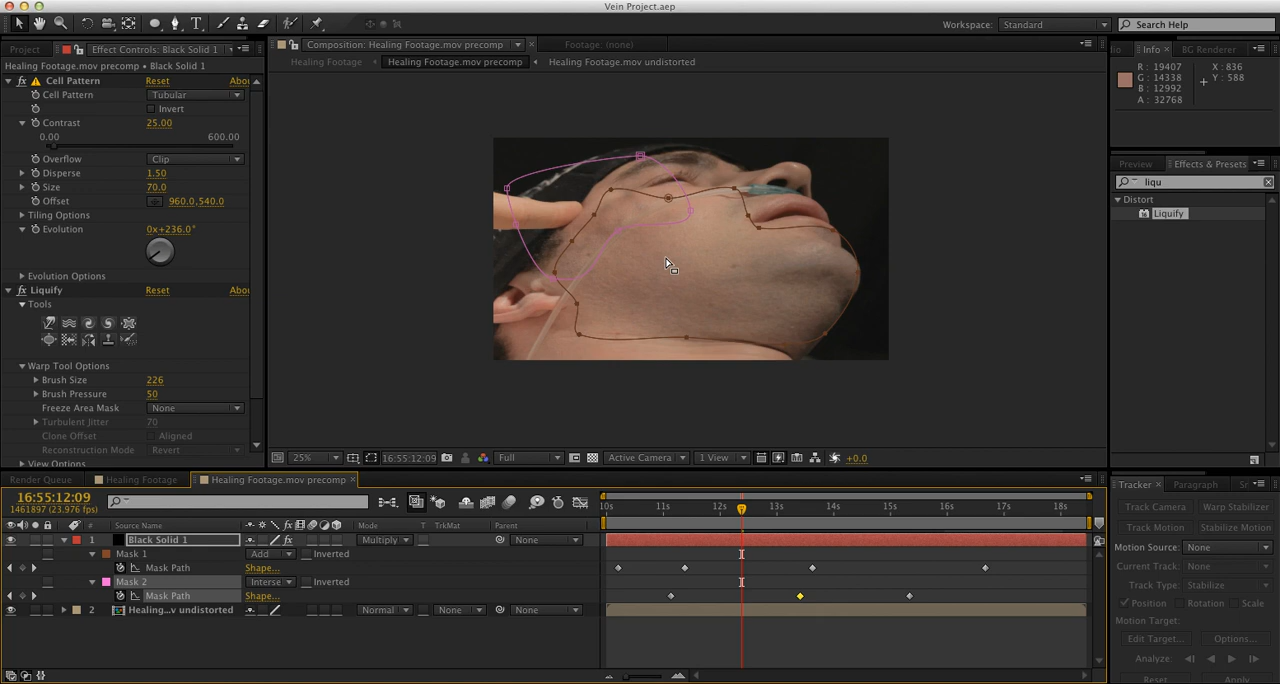 Vein Project.aep
Workspace: Standard
Search Help
Project
Effect Controls: Black Solid 1
Composition: Healing Footage.mov precomp
Footage: (none)
Info
BG Renderer
Healing Footage.mov precomp • Black Solid 1
Healing Footage
Healing Footage.mov precomp
Healing Footage.mov undistorted
R : 19407
G : 14338
B : 12992
A : 32768
X : 836
Y : 588
fx Cell Pattern Reset Abou
Cell Pattern Tubular
Invert
Contrast 25.00
0.00 600.00
Overflow Clip
Disperse 1.50
Size 70.0
Offset 960.0,540.0
Tiling Options
Evolution 0x+236.0°
Evolution Options
fx Liquify Reset Abou
Tools
Warp Tool Options
Brush Size 226
Brush Pressure 50
Freeze Area Mask None
Turbulent Jitter 70
Clone Offset Aligned
Reconstruction Mode Revert
View Options
Preview
Effects & Presets
liqu
Distort
Liquify
25%
16:55:12:09
Full
Active Camera
1 View
+0.0
Render Queue
Healing Footage
Healing Footage.mov precomp
16:55:12:09
1461897 (23.976 fps)
10s 11s 12s 13s 14s 15s 16s 17s 18s
# Source Name fx Mode T TrkMat Parent
1 Black Solid 1 fx Multiply None
Mask 1 Add Inverted
Mask Path Shape...
Mask 2 Interse Inverted
Mask Path Shape...
2 Healing...v undistorted Normal None None
Tracker
Paragraph
Track Camera
Warp Stabilizer
Track Motion
Stabilize Motion
Motion Source: None
Current Track: None
Track Type: Stabilize
Position Rotation Scale
Motion Target:
Edit Target...
Options...
Analyze:
Reset
Apply